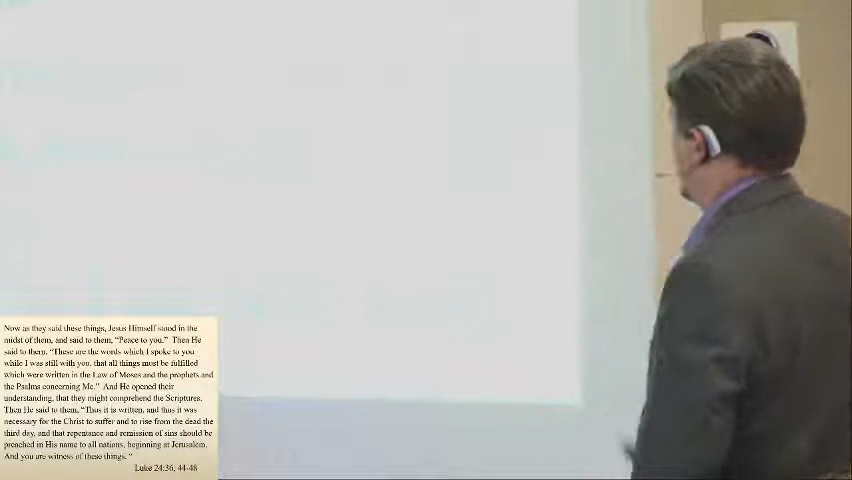 Now as they said these things, Jesus Himself stood in the
midst of them, and said to them, “Peace to you.”  Then He
said to them, “These are the words which I spoke to you
while I was still with you, that all things must be fulfilled
which were written in the Law of Moses and the prophets and
the Psalms concerning Me.”  And He opened their
understanding, that they might comprehend the Scriptures.
Then He said to them, “Thus it is written, and thus it was
necessary for the Christ to suffer and to rise from the dead the
third day, and that repentance and remission of sins should be
preached in His name to all nations, beginning at Jerusalem.
And you are witness of these things. “
Luke 24:36, 44-48